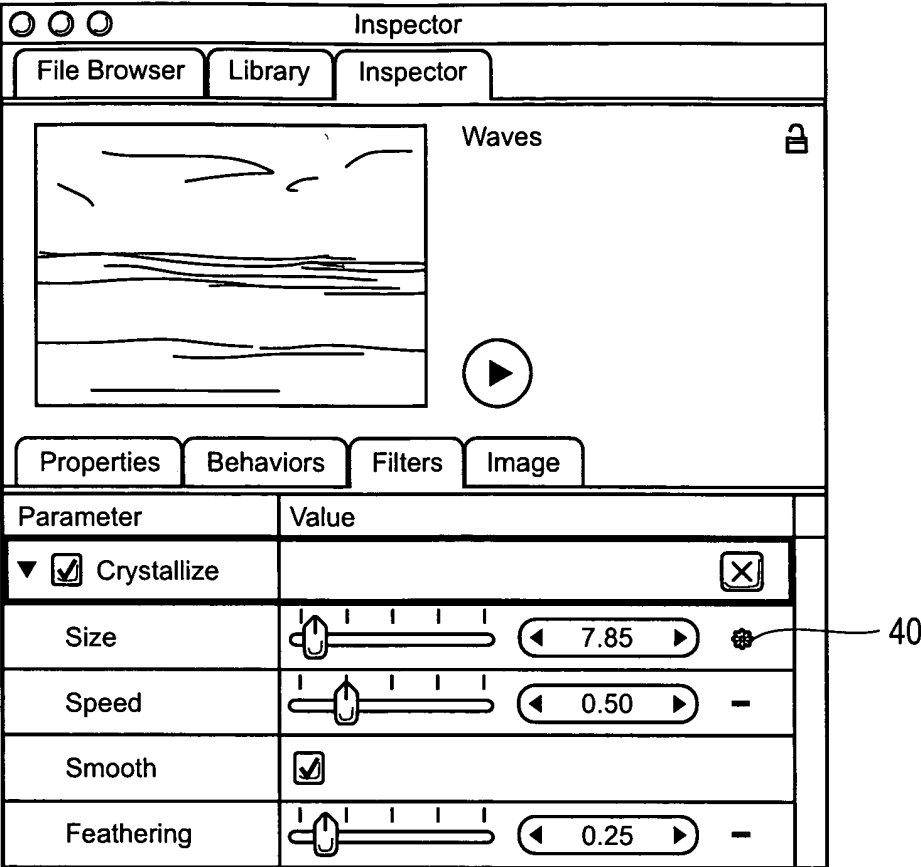 Inspector
File Browser Library Inspector
Waves
Properties Behaviors Filters Image
Parameter Value
Crystallize
Size 7.85 40
Speed 0.50
Smooth
Feathering 0.25